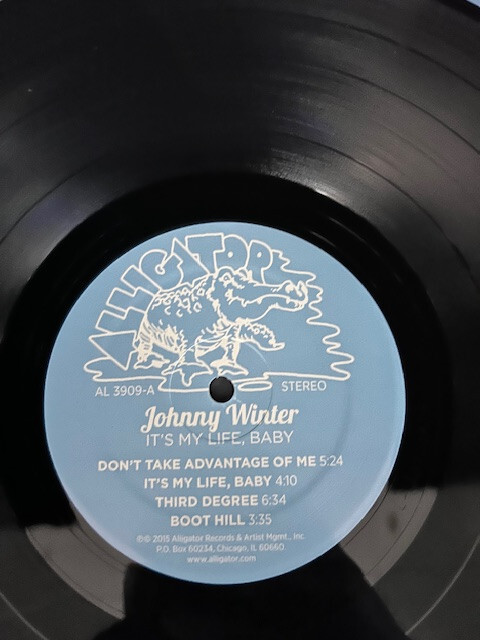 ALLIGATOR
AL 3909-A
STEREO
Johnny Winter
IT'S MY LIFE, BABY
DON'T TAKE ADVANTAGE OF ME 5:24
IT'S MY LIFE, BABY 4:10
THIRD DEGREE 6:34
BOOT HILL 3:35
℗© 2015 Alligator Records & Artist Mgmt., Inc.
P.O. Box 60234, Chicago, IL 60660
www.alligator.com